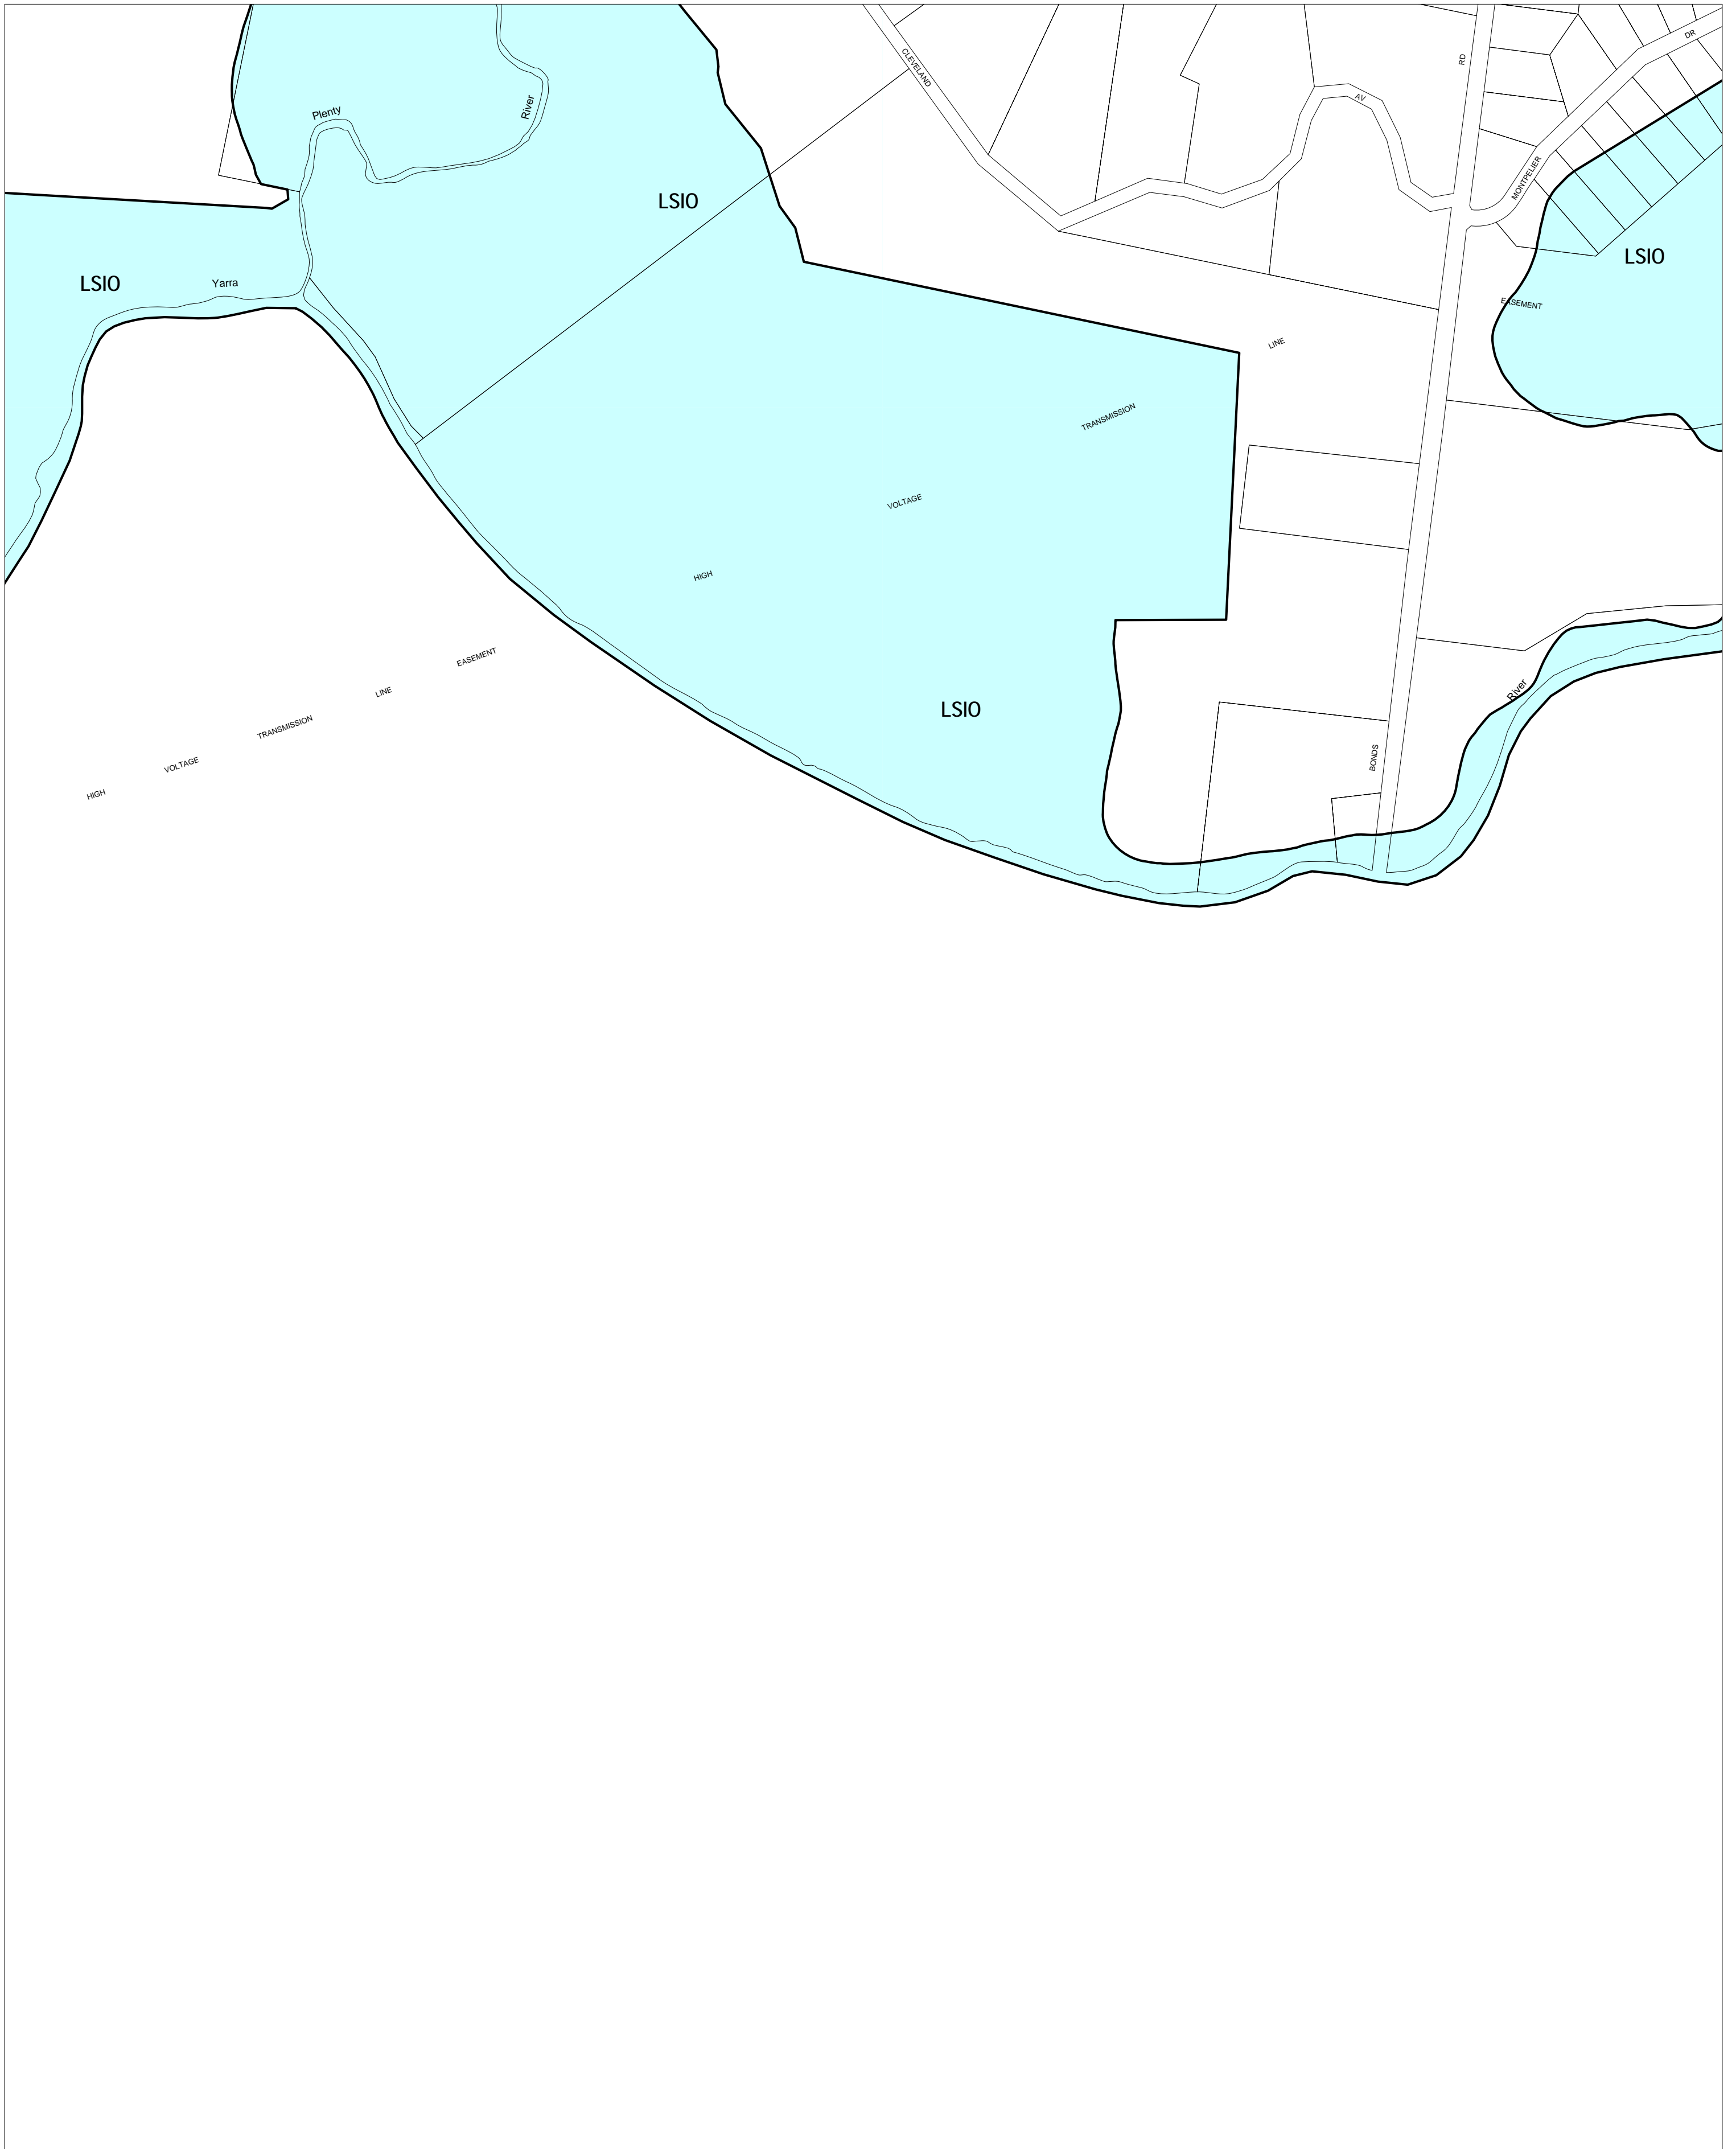 CLEVELAND
RD
DR
AV
Plenty
River
MONTPELIER
LSIO
LSIO
LSIO
Yarra
EASEMENT
LINE
TRANSMISSION
VOLTAGE
HIGH
EASEMENT
LINE
TRANSMISSION
VOLTAGE
HIGH
River
LSIO
BONDS